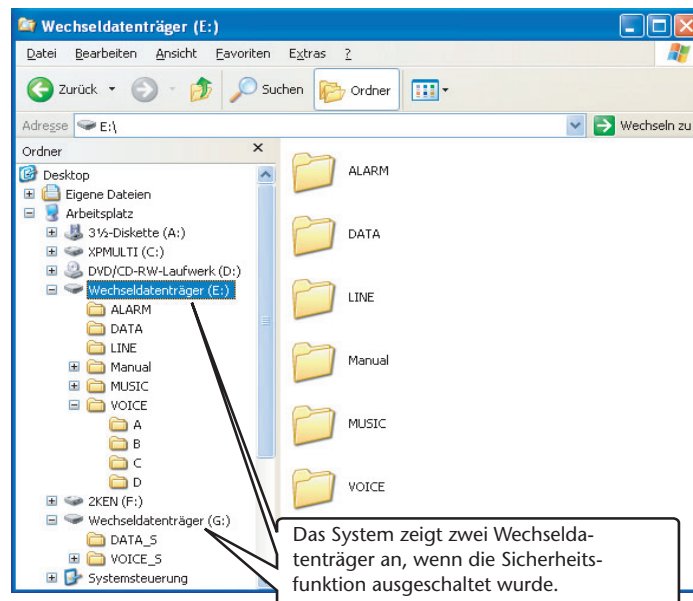 Wechseldatenträger (E:)
Datei Bearbeiten Ansicht Favoriten Extras ?
Zurück Suchen Ordner
Adresse E:\ Wechseln zu
Ordner
Desktop
Eigene Dateien
Arbeitsplatz
3½-Diskette (A:)
XPMULTI (C:)
DVD/CD-RW-Laufwerk (D:)
Wechseldatenträger (E:)
ALARM
DATA
LINE
Manual
MUSIC
VOICE
A
B
C
D
2KEN (F:)
Wechseldatenträger (G:)
DATA_S
VOICE_S
Systemsteuerung
ALARM
DATA
LINE
Manual
MUSIC
VOICE
Das System zeigt zwei Wechselda-
tenträger an, wenn die Sicherheits-
funktion ausgeschaltet wurde.